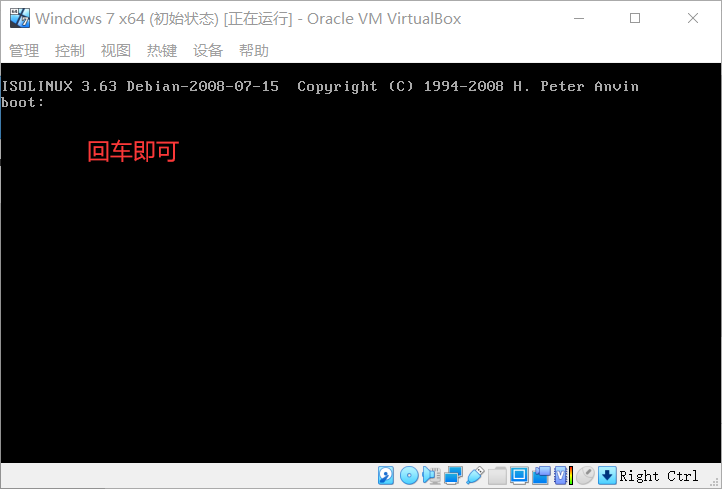 Windows 7 x64 (初始状态) [正在运行] - Oracle VM VirtualBox
管理 控制 视图 热键 设备 帮助
ISOLINUX 3.63 Debian-2008-07-15  Copyright (C) 1994-2008 H. Peter Anvin
boot:
回车即可
Right Ctrl